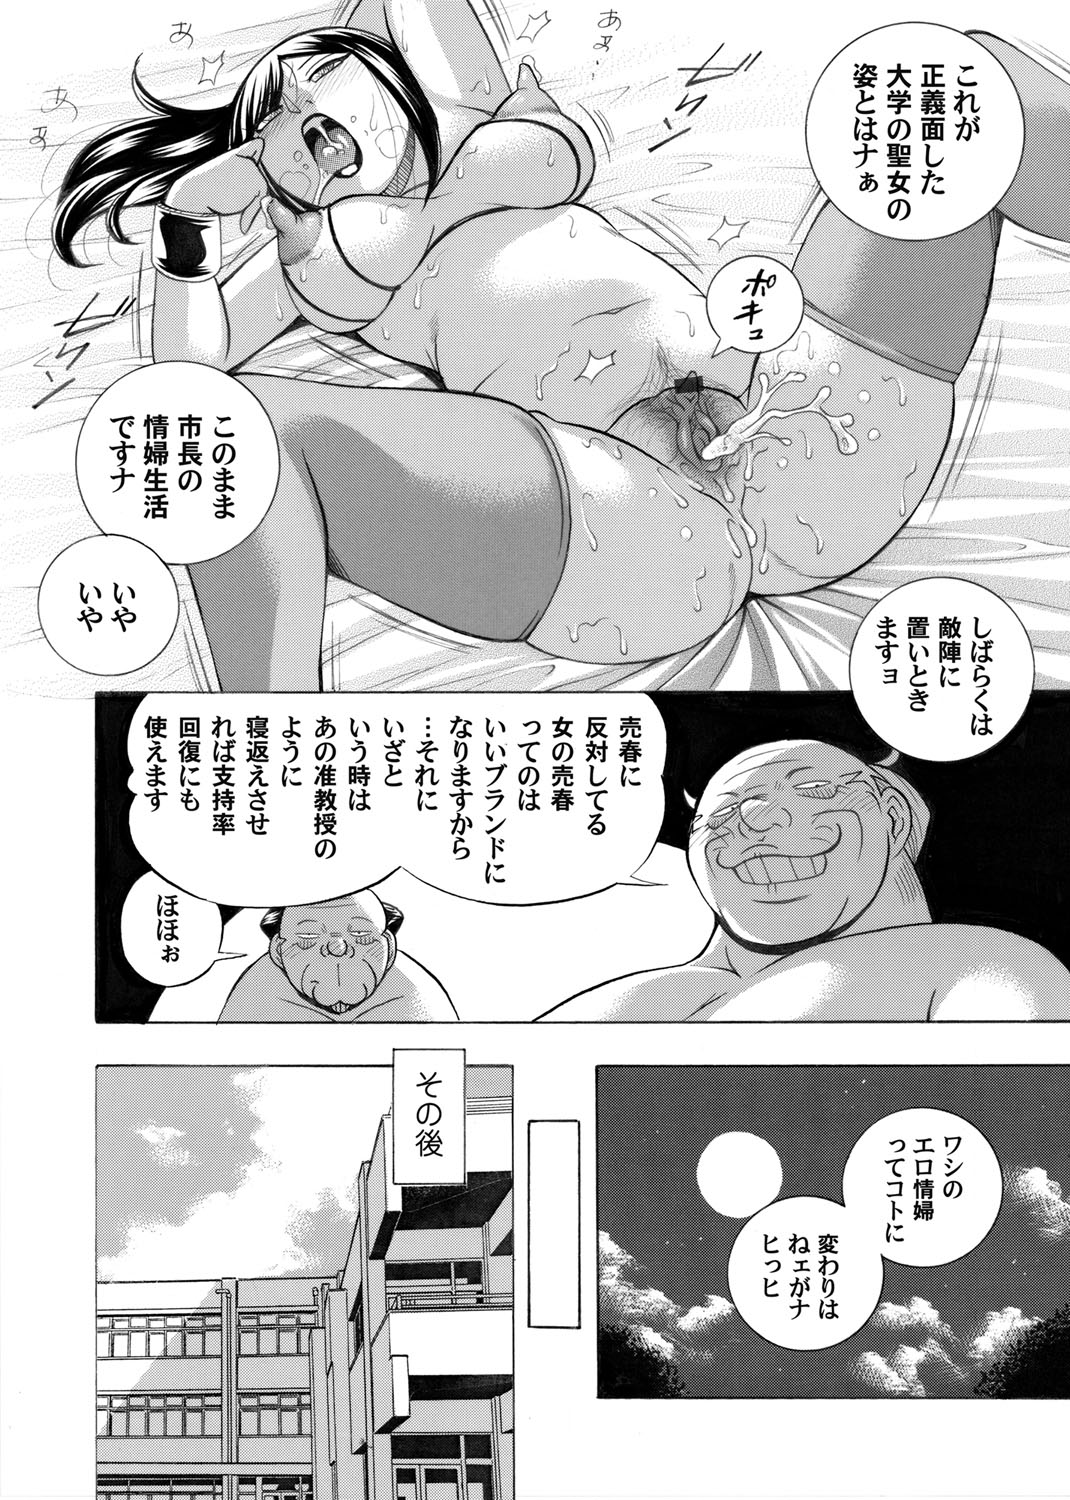 これが
正義面した
大学の聖女の
姿とはナぁ
あぁ
あ
あぁ
ポキュ
このまま
市長の
情婦生活
ですナ
いや
いや
しばらくは
敵陣に
置いとき
ますョ
売春に
反対してる
女の売春
ってのは
いいブランドに
なりますから
…それに
いざと
いう時は
あの准教授の
ように
寝返えさせ
れば支持率
回復にも
使えます
ほほぉ
ワシの
エロ情婦
ってコトに
変わりは
ねェがナ
ヒっヒ
その後